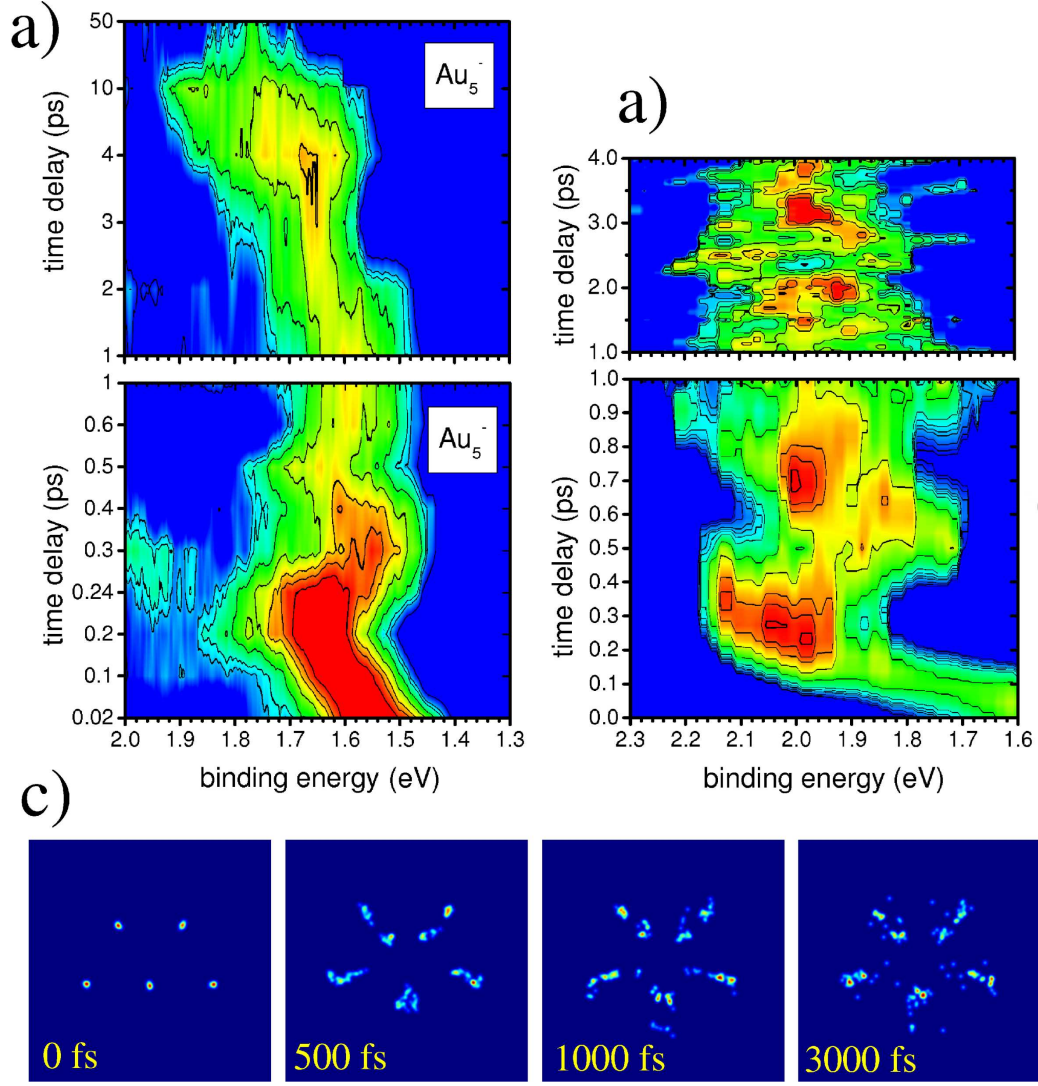 a)
50
10
4
3
2
1
time delay (ps)
Au5-
a)
4.0
3.0
2.0
1.0
time delay (ps)
1
0.6
0.5
0.4
0.3
0.24
0.2
0.1
0.02
time delay (ps)
Au5-
2.0 1.9 1.8 1.7 1.6 1.5 1.4 1.3
binding energy (eV)
1.0
0.9
0.8
0.7
0.6
0.5
0.4
0.3
0.2
0.1
0.0
time delay (ps)
2.3 2.2 2.1 2.0 1.9 1.8 1.7 1.6
binding energy (eV)
c)
0 fs
500 fs
1000 fs
3000 fs